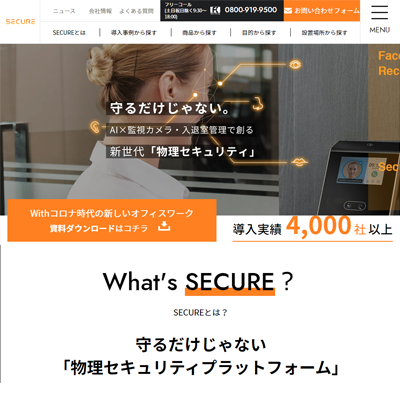 SECURE
ニュース
会社情報
よくある質問
フリーコール
(土日祝日除く9:30～18:00)
0800-919-9500
お問い合わせフォーム
MENU
SECUREとは
導入事例から探す
商品から探す
目的から探す
設置場所から探す
守るだけじゃない。
AI×監視カメラ・入退室管理で創る
新世代「物理セキュリティ」
Face
Rec
Sec
Withコロナ時代の新しいオフィスワーク
資料ダウンロードはコチラ
導入実績 4,000 社 以上
What's SECURE？
SECUREとは？
守るだけじゃない
「物理セキュリティプラットフォーム」